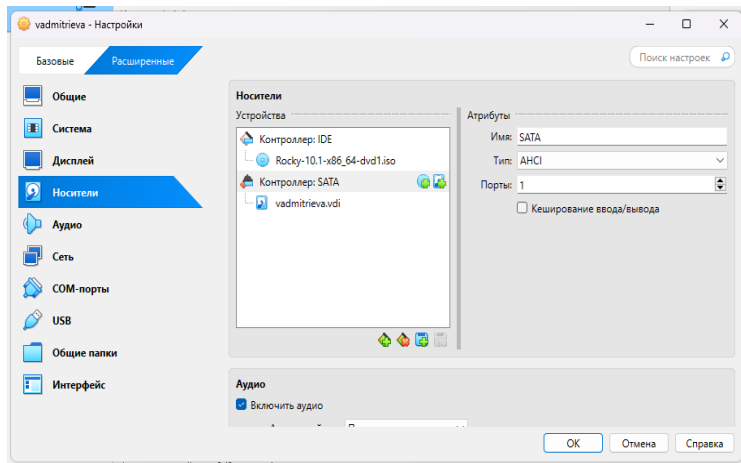 vadmitrieva - Настройки
Базовые Расширенные Поиск настроек
Общие
Система
Дисплей
Носители
Аудио
Сеть
COM-порты
USB
Общие папки
Интерфейс
Носители
Устройства
Контроллер: IDE
Rocky-10.1-x86_64-dvd1.iso
Контроллер: SATA
vadmitrieva.vdi
Атрибуты
Имя: SATA
Тип: AHCI
Порты: 1
Кеширование ввода/вывода
Аудио
Включить аудио
OK Отмена Справка